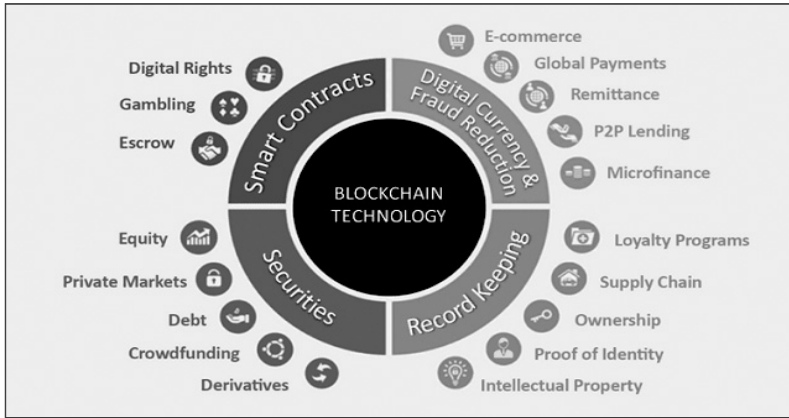 BLOCKCHAIN
TECHNOLOGY
Smart Contracts
Digital Rights
Gambling
Escrow
Digital Currency &
Fraud Reduction
E-commerce
Global Payments
Remittance
P2P Lending
Microfinance
Securities
Equity
Private Markets
Debt
Crowdfunding
Derivatives
Record Keeping
Loyalty Programs
Supply Chain
Ownership
Proof of Identity
Intellectual Property